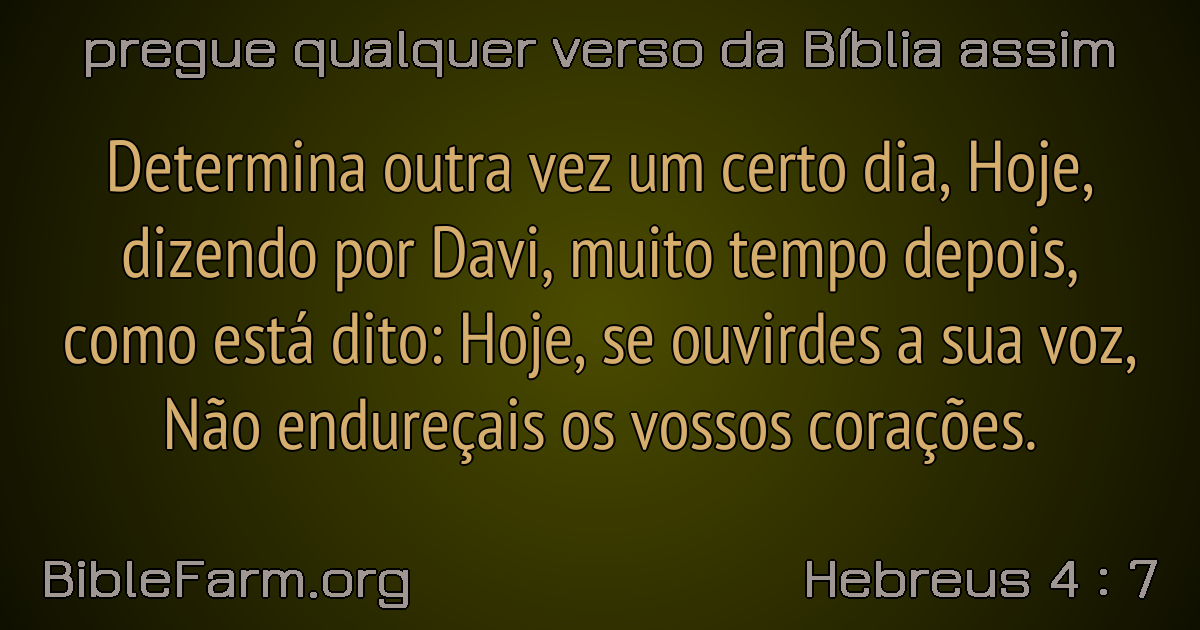 pregue qualquer verso da Bíblia assim
Determina outra vez um certo dia, Hoje,
dizendo por Davi, muito tempo depois,
como está dito: Hoje, se ouvirdes a sua voz,
Não endureçais os vossos corações.
BibleFarm.org
Hebreus 4 : 7